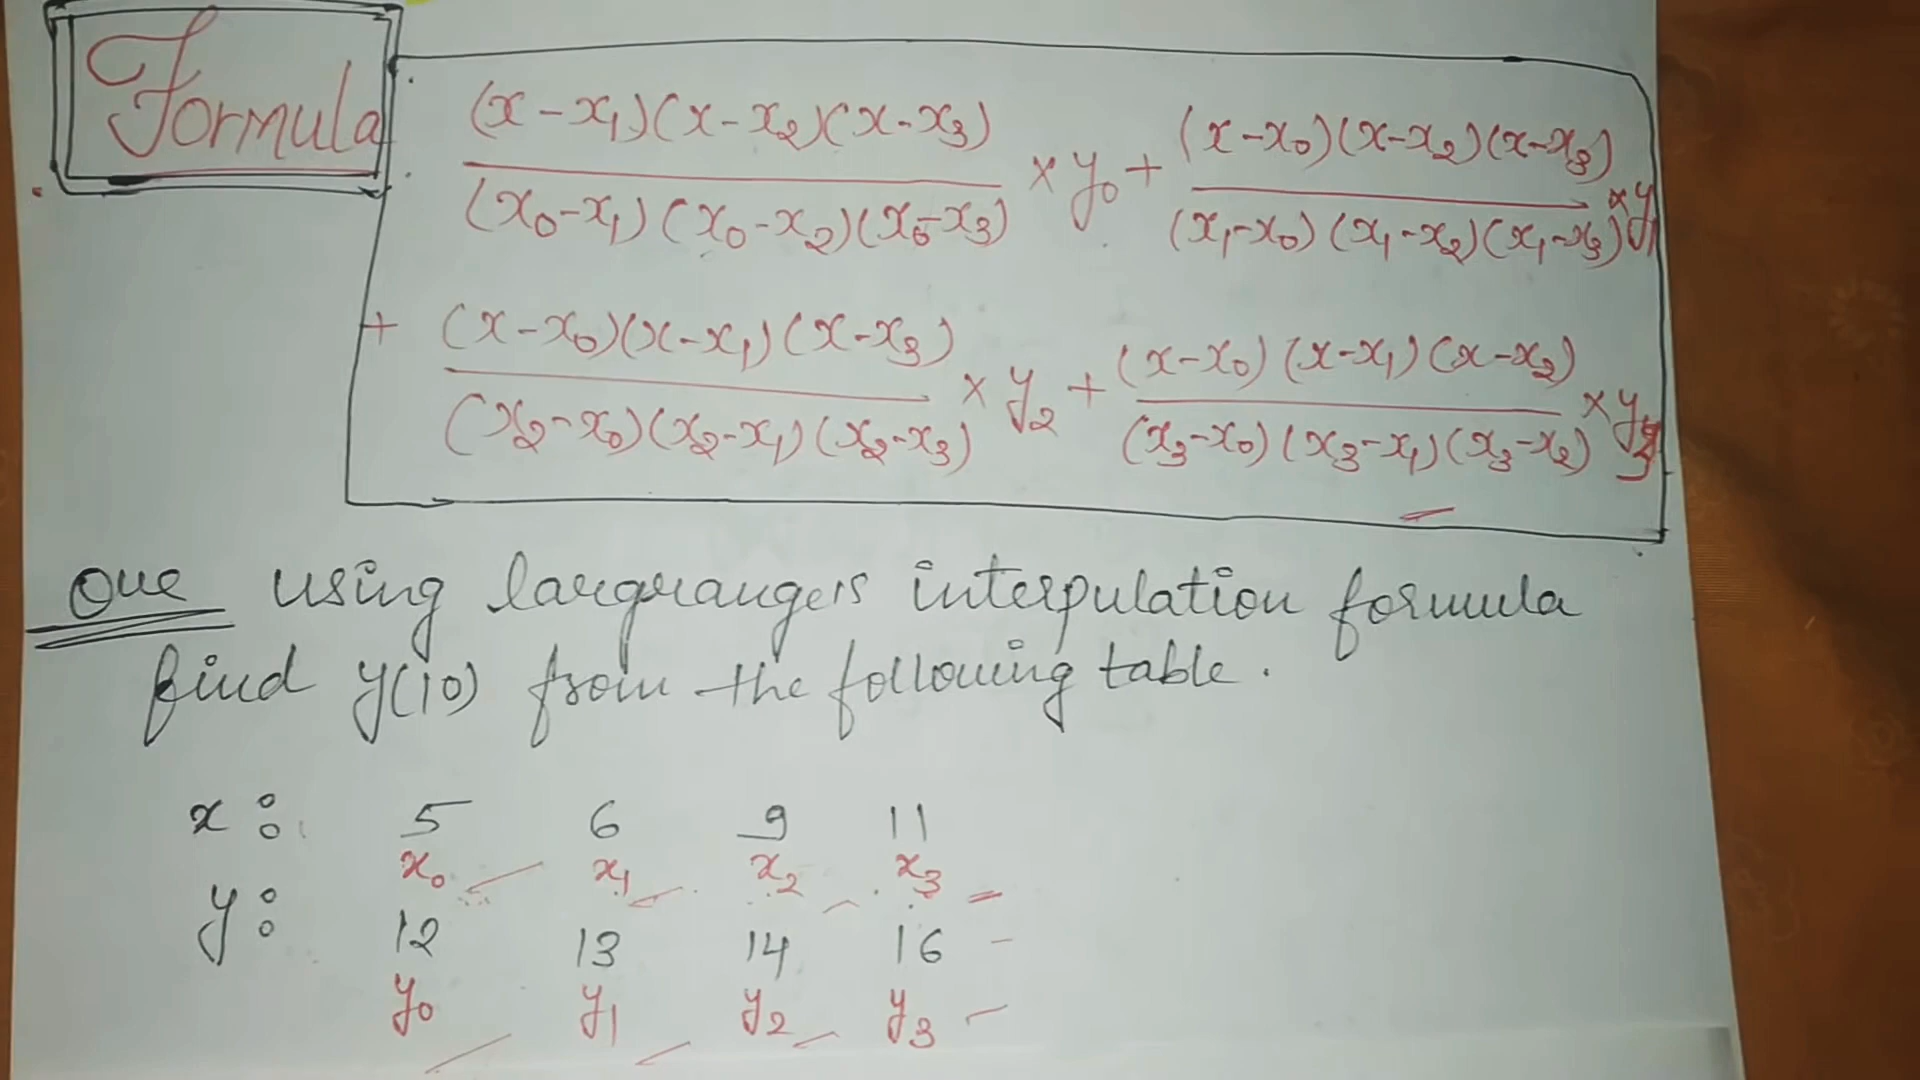 Formula
(x-x₁)(x-x₂)(x-x₃)
(x₀-x₁)(x₀-x₂)(x₀-x₃)
× y₀ +
(x-x₀)(x-x₂)(x-x₃)
(x₁-x₀)(x₁-x₂)(x₁-x₃)
× y₁
+
(x-x₀)(x-x₁)(x-x₃)
(x₂-x₀)(x₂-x₁)(x₂-x₃)
× y₂ +
(x-x₀)(x-x₁)(x-x₂)
(x₃-x₀)(x₃-x₁)(x₃-x₂)
× y₃
Que using largrangers interpulation formula
find y(10) from the following table.
x : 5 6 9 11
x₀ x₁ x₂ x₃
y : 12 13 14 16
y₀ y₁ y₂ y₃